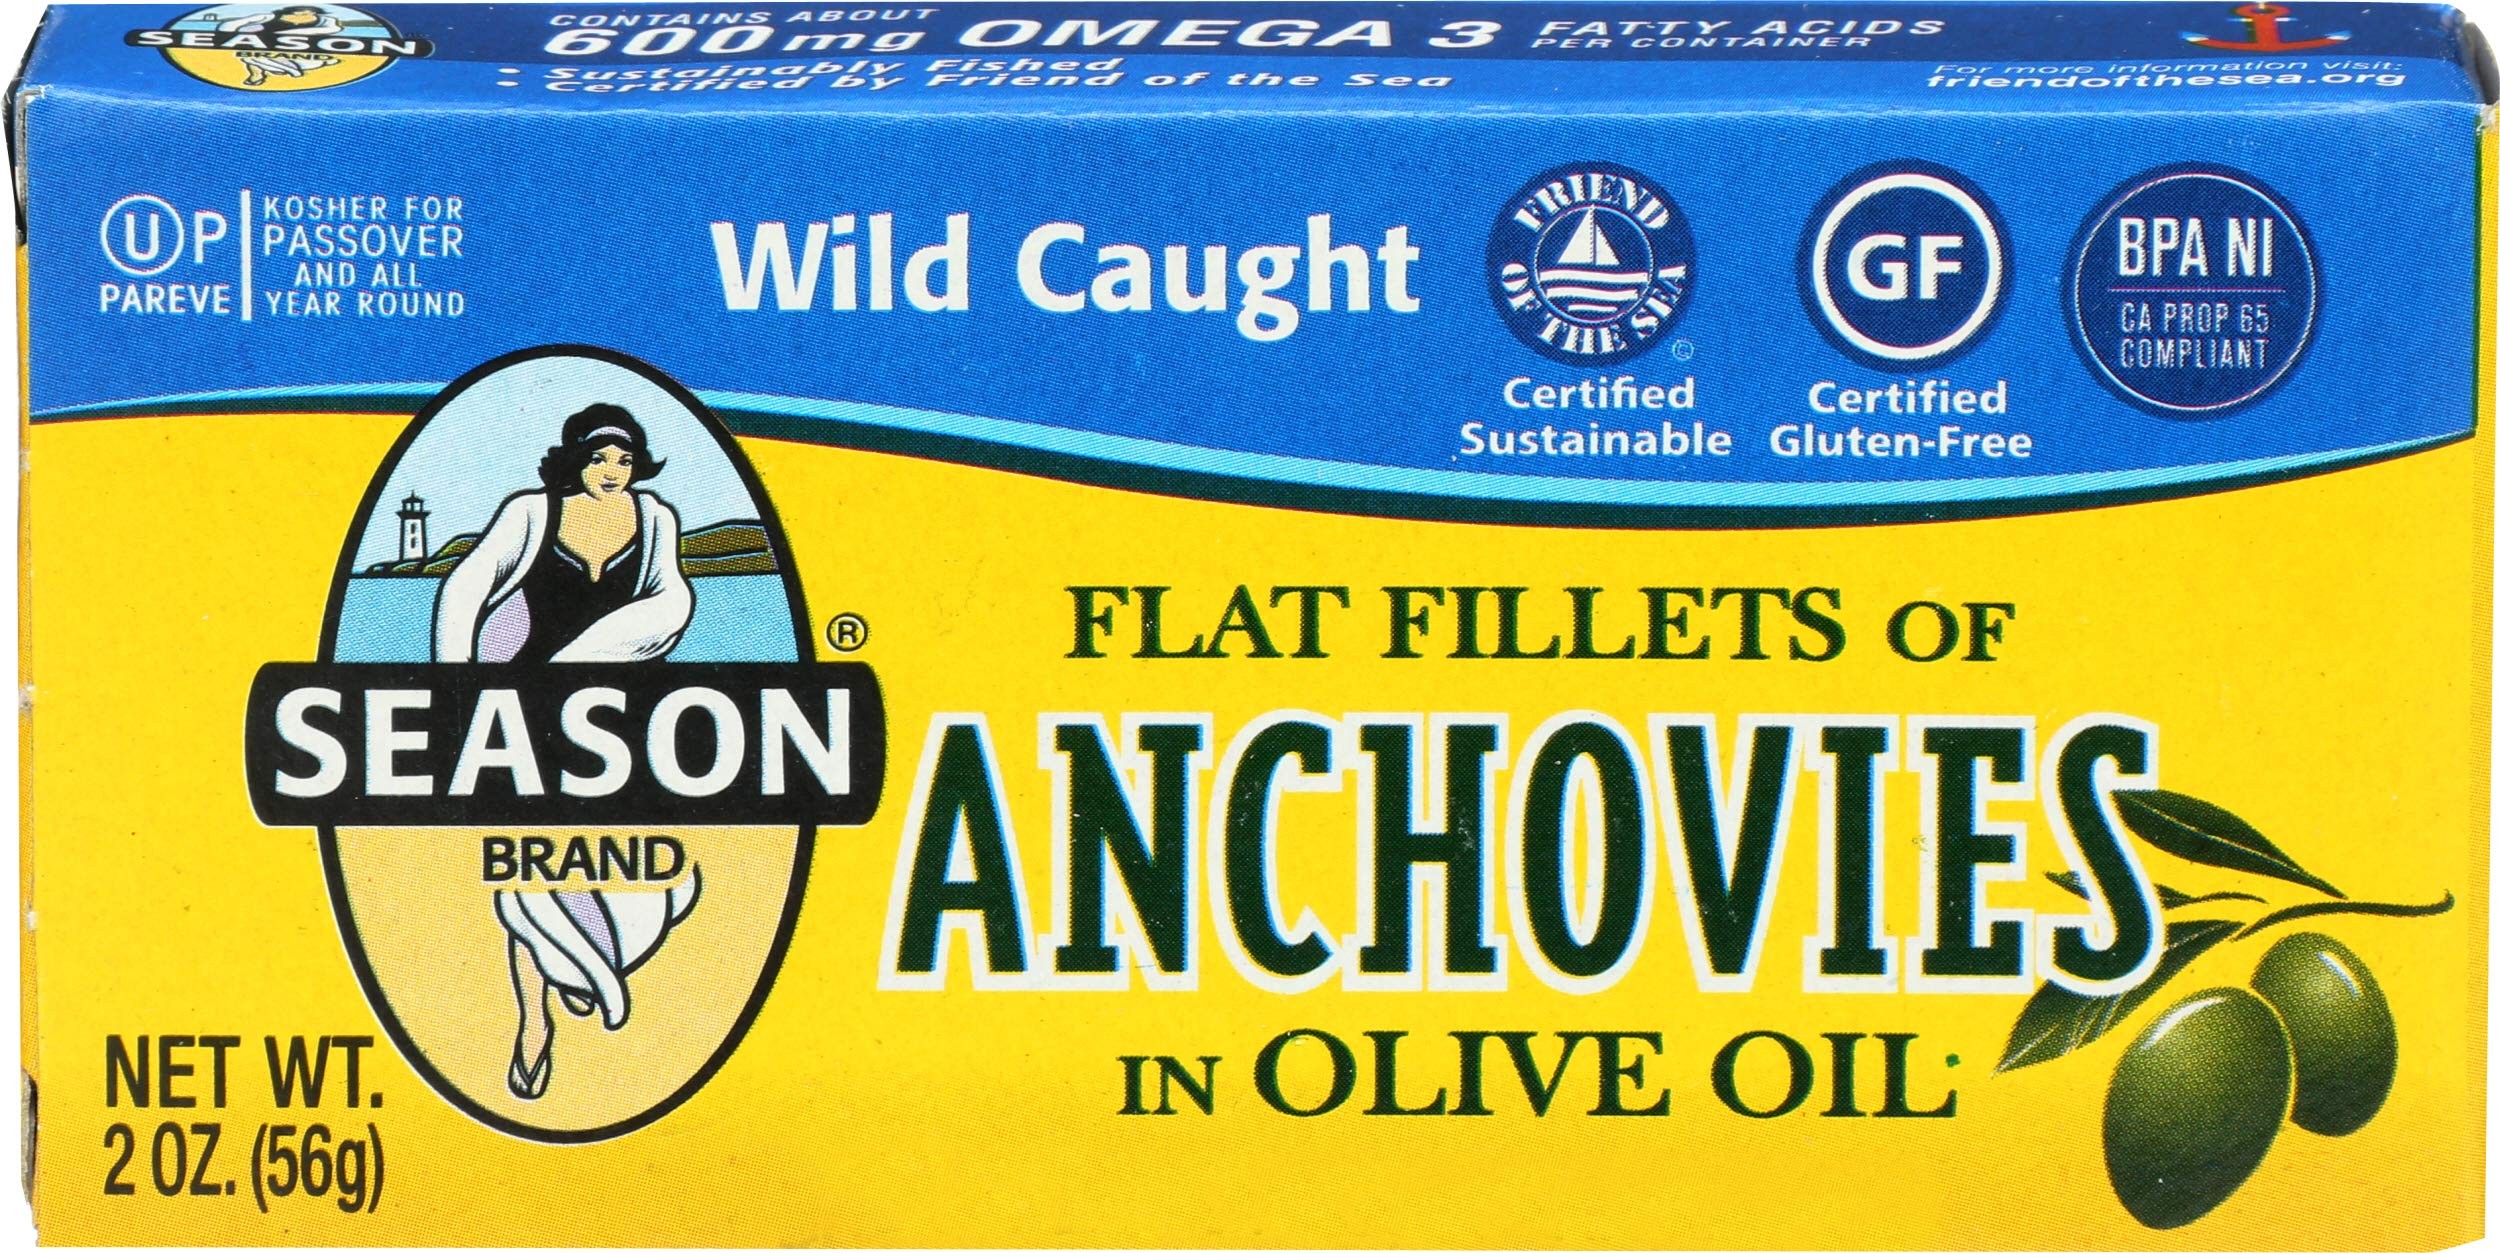 SEASON
BRAND
CONTAINS ABOUT
600mg OMEGA 3 FATTY ACIDS
PER CONTAINER
• Sustainably Fished
• Certified by Friend of the Sea
For more information visit:
friendofthesea.org
U P
PAREVE
KOSHER FOR
PASSOVER
AND ALL
YEAR ROUND
Wild Caught
FRIEND
OF THE SEA
®
Certified
Sustainable
GF
Certified
Gluten-Free
BPA NI
CA PROP 65
COMPLIANT
SEASON ®
BRAND
FLAT FILLETS OF
ANCHOVIES
IN OLIVE OIL
NET WT.
2 OZ. (56g)